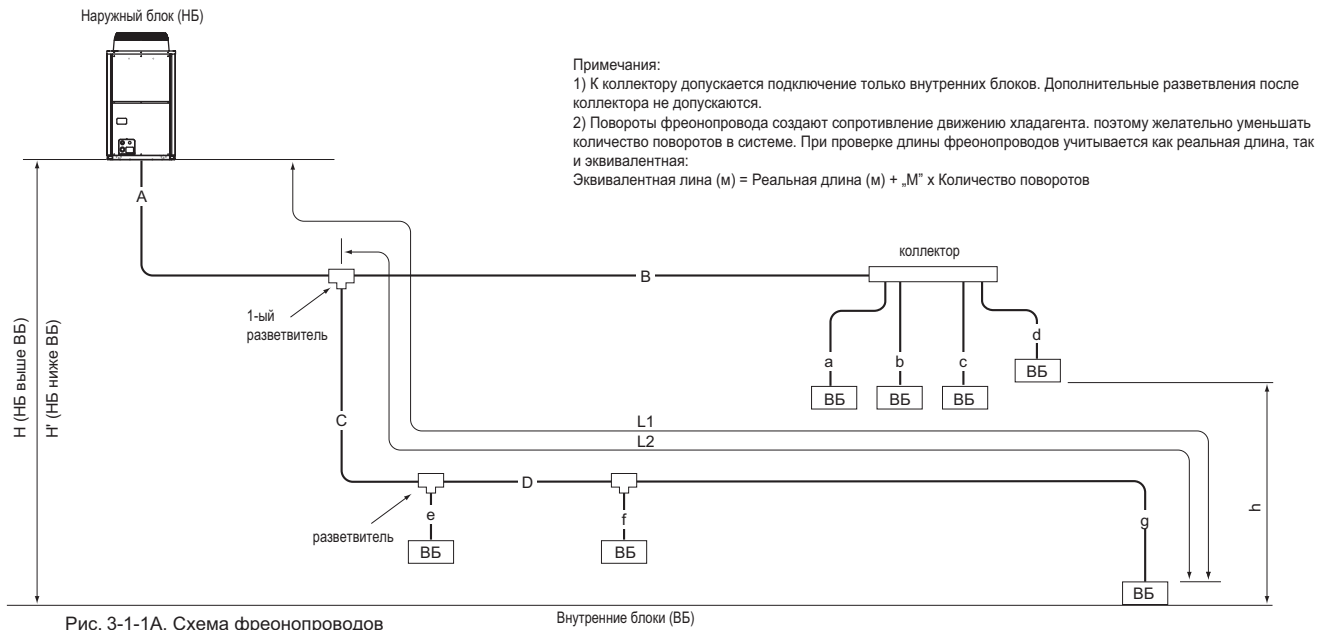 Наружный блок (НБ)
Примечания:
1) К коллектору допускается подключение только внутренних блоков. Дополнительные разветвления после
коллектора не допускаются.
2) Повороты фреонопровода создают сопротивление движению хладагента. поэтому желательно уменьшать
количество поворотов в системе. При проверке длины фреонопроводов учитывается как реальная длина, так
и эквивалентная:
Эквивалентная лина (м) = Реальная длина (м) + „М” х Количество поворотов
A
коллектор
B
1-ый
разветвитель
H (НБ выше ВБ)
H' (НБ ниже ВБ)
a
b
c
d
ВБ
ВБ
ВБ
ВБ
C
L1
L2
D
h
e
f
g
разветвитель
ВБ
ВБ
ВБ
Внутренние блоки (ВБ)
Рис. 3-1-1А. Схема фреонопроводов